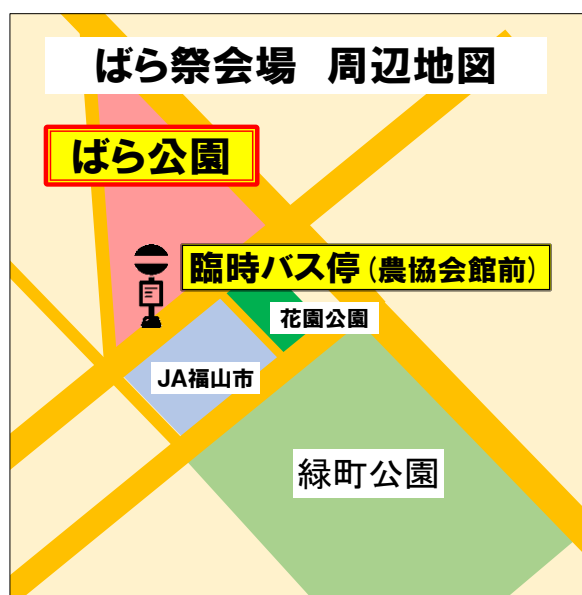 ばら祭会場　周辺地図
ばら公園
臨時バス停（農協会館前）
花園公園
JA福山市
緑町公園